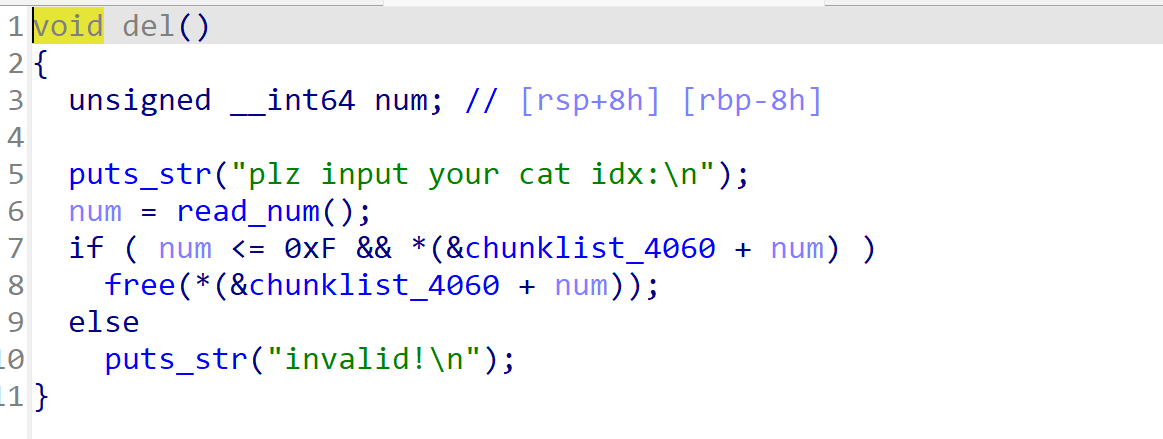 1 void del()
2 {
3   unsigned __int64 num; // [rsp+8h] [rbp-8h]
4
5   puts_str("plz input your cat idx:\n");
6   num = read_num();
7   if ( num <= 0xF && *(&chunklist_4060 + num) )
8     free(*(&chunklist_4060 + num));
9   else
10     puts_str("invalid!\n");
11 }